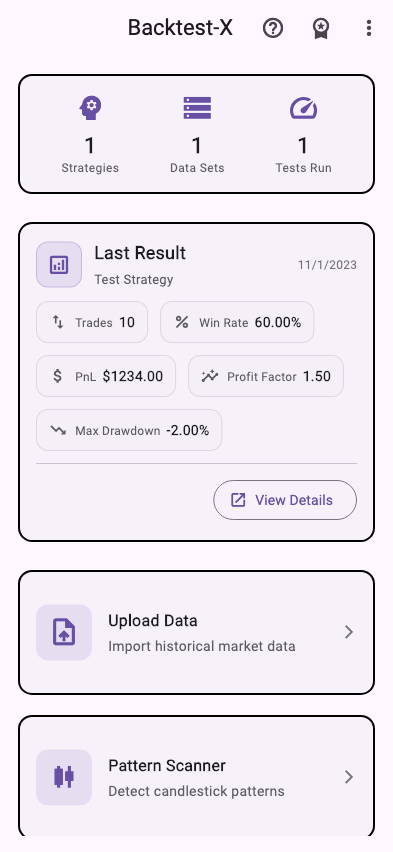 Backtest-X
1 1 1
Strategies Data Sets Tests Run
Last Result
Test Strategy
11/1/2023
Trades 10 Win Rate 60.00%
PnL $1234.00 Profit Factor 1.50
Max Drawdown -2.00%
View Details
Upload Data
Import historical market data
Pattern Scanner
Detect candlestick patterns